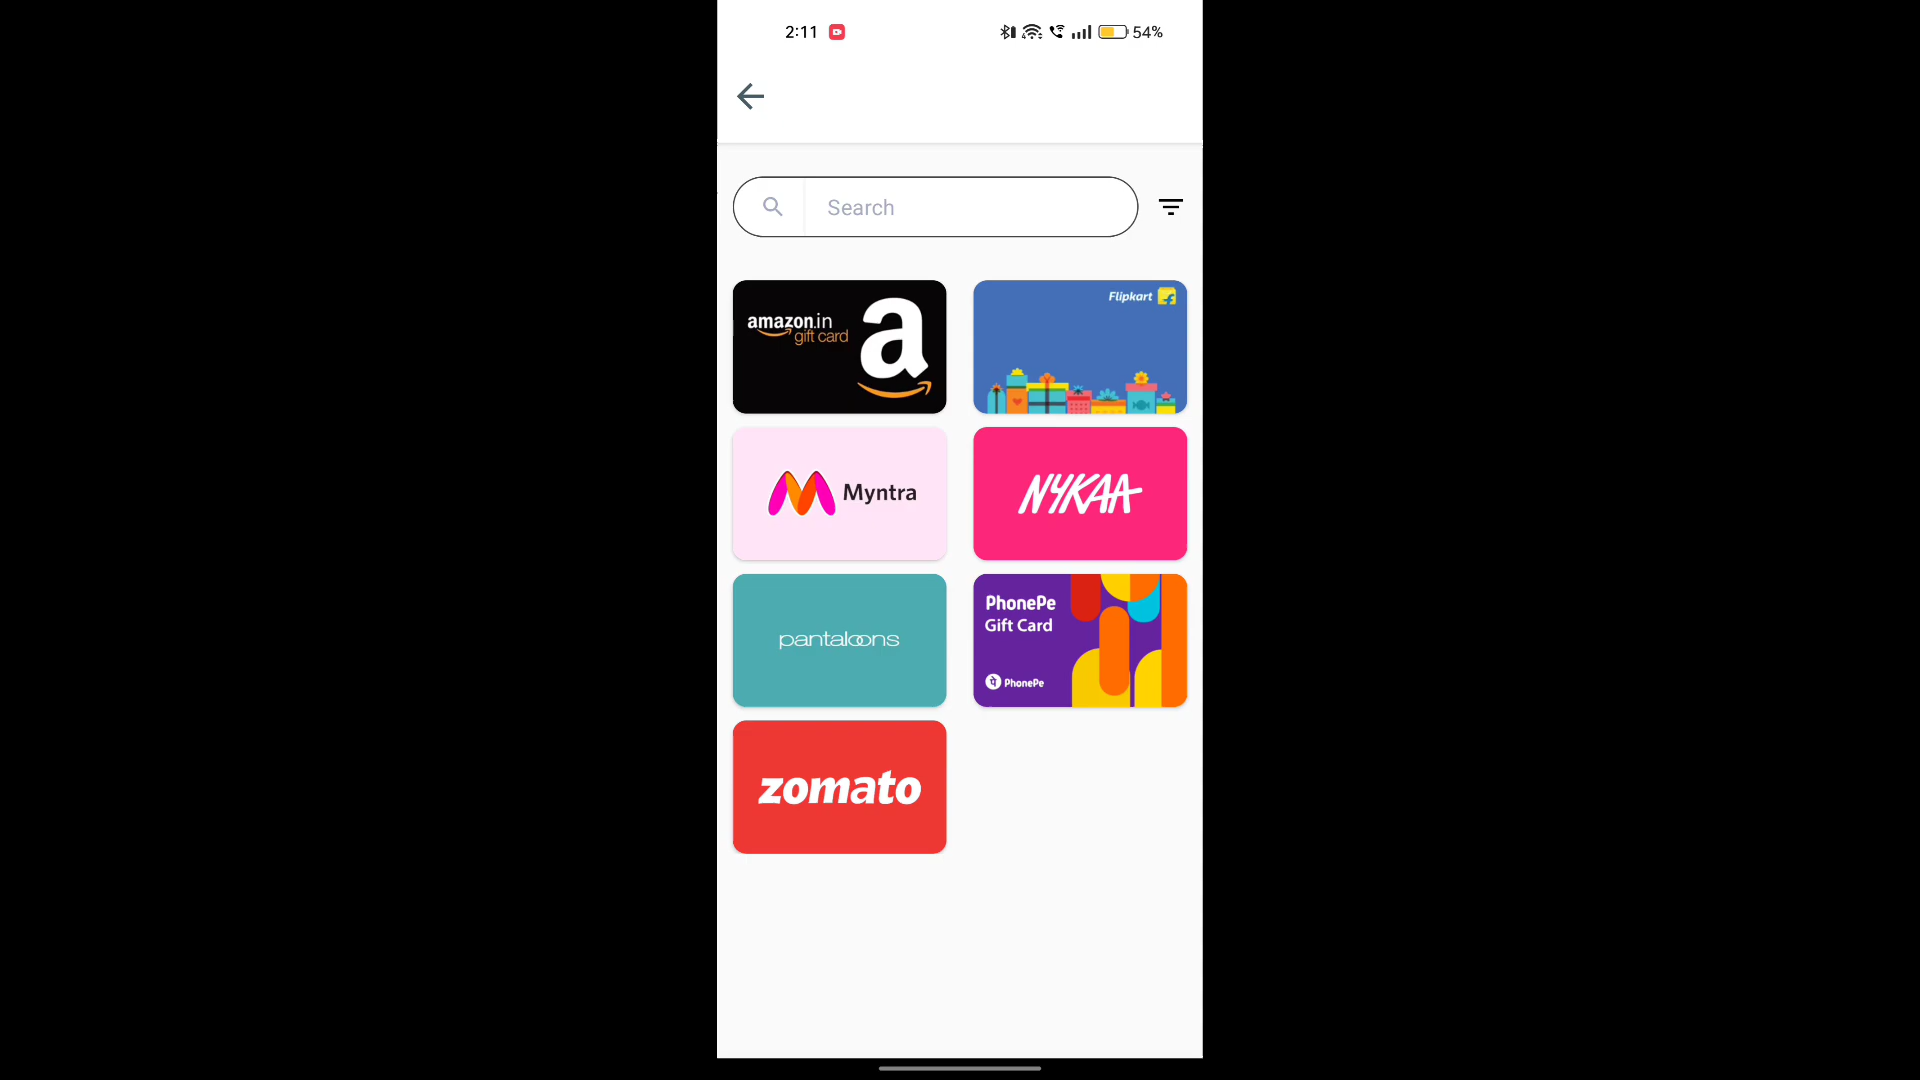 2:11
54%
Search
amazon.in
gift card
a
Flipkart
Myntra
NYKAA
pantaloons
PhonePe
Gift Card
पे PhonePe
zomato